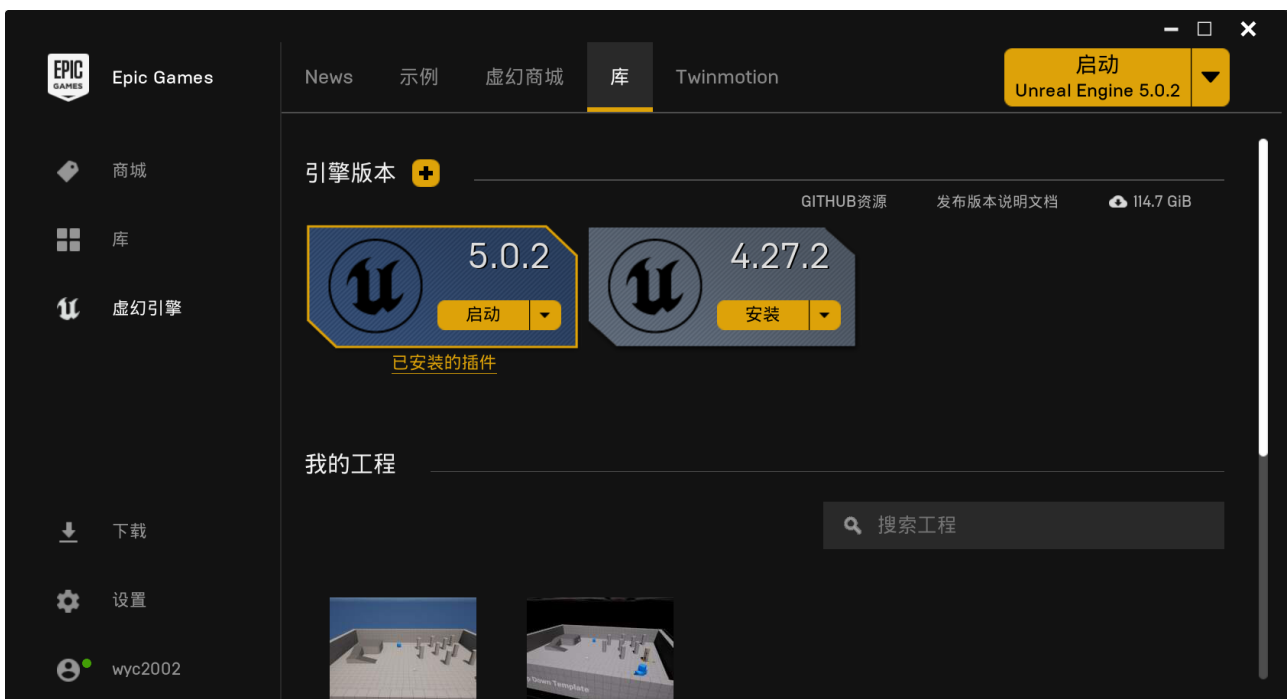 EPIC
GAMES
Epic Games
News
示例
虚幻商城
库
Twinmotion
启动
Unreal Engine 5.0.2
商城
库
虚幻引擎
引擎版本
GITHUB资源
发布版本说明文档
114.7 GiB
5.0.2
启动
已安装的插件
4.27.2
安装
我的工程
搜索工程
下载
设置
wyc2002
Down Template